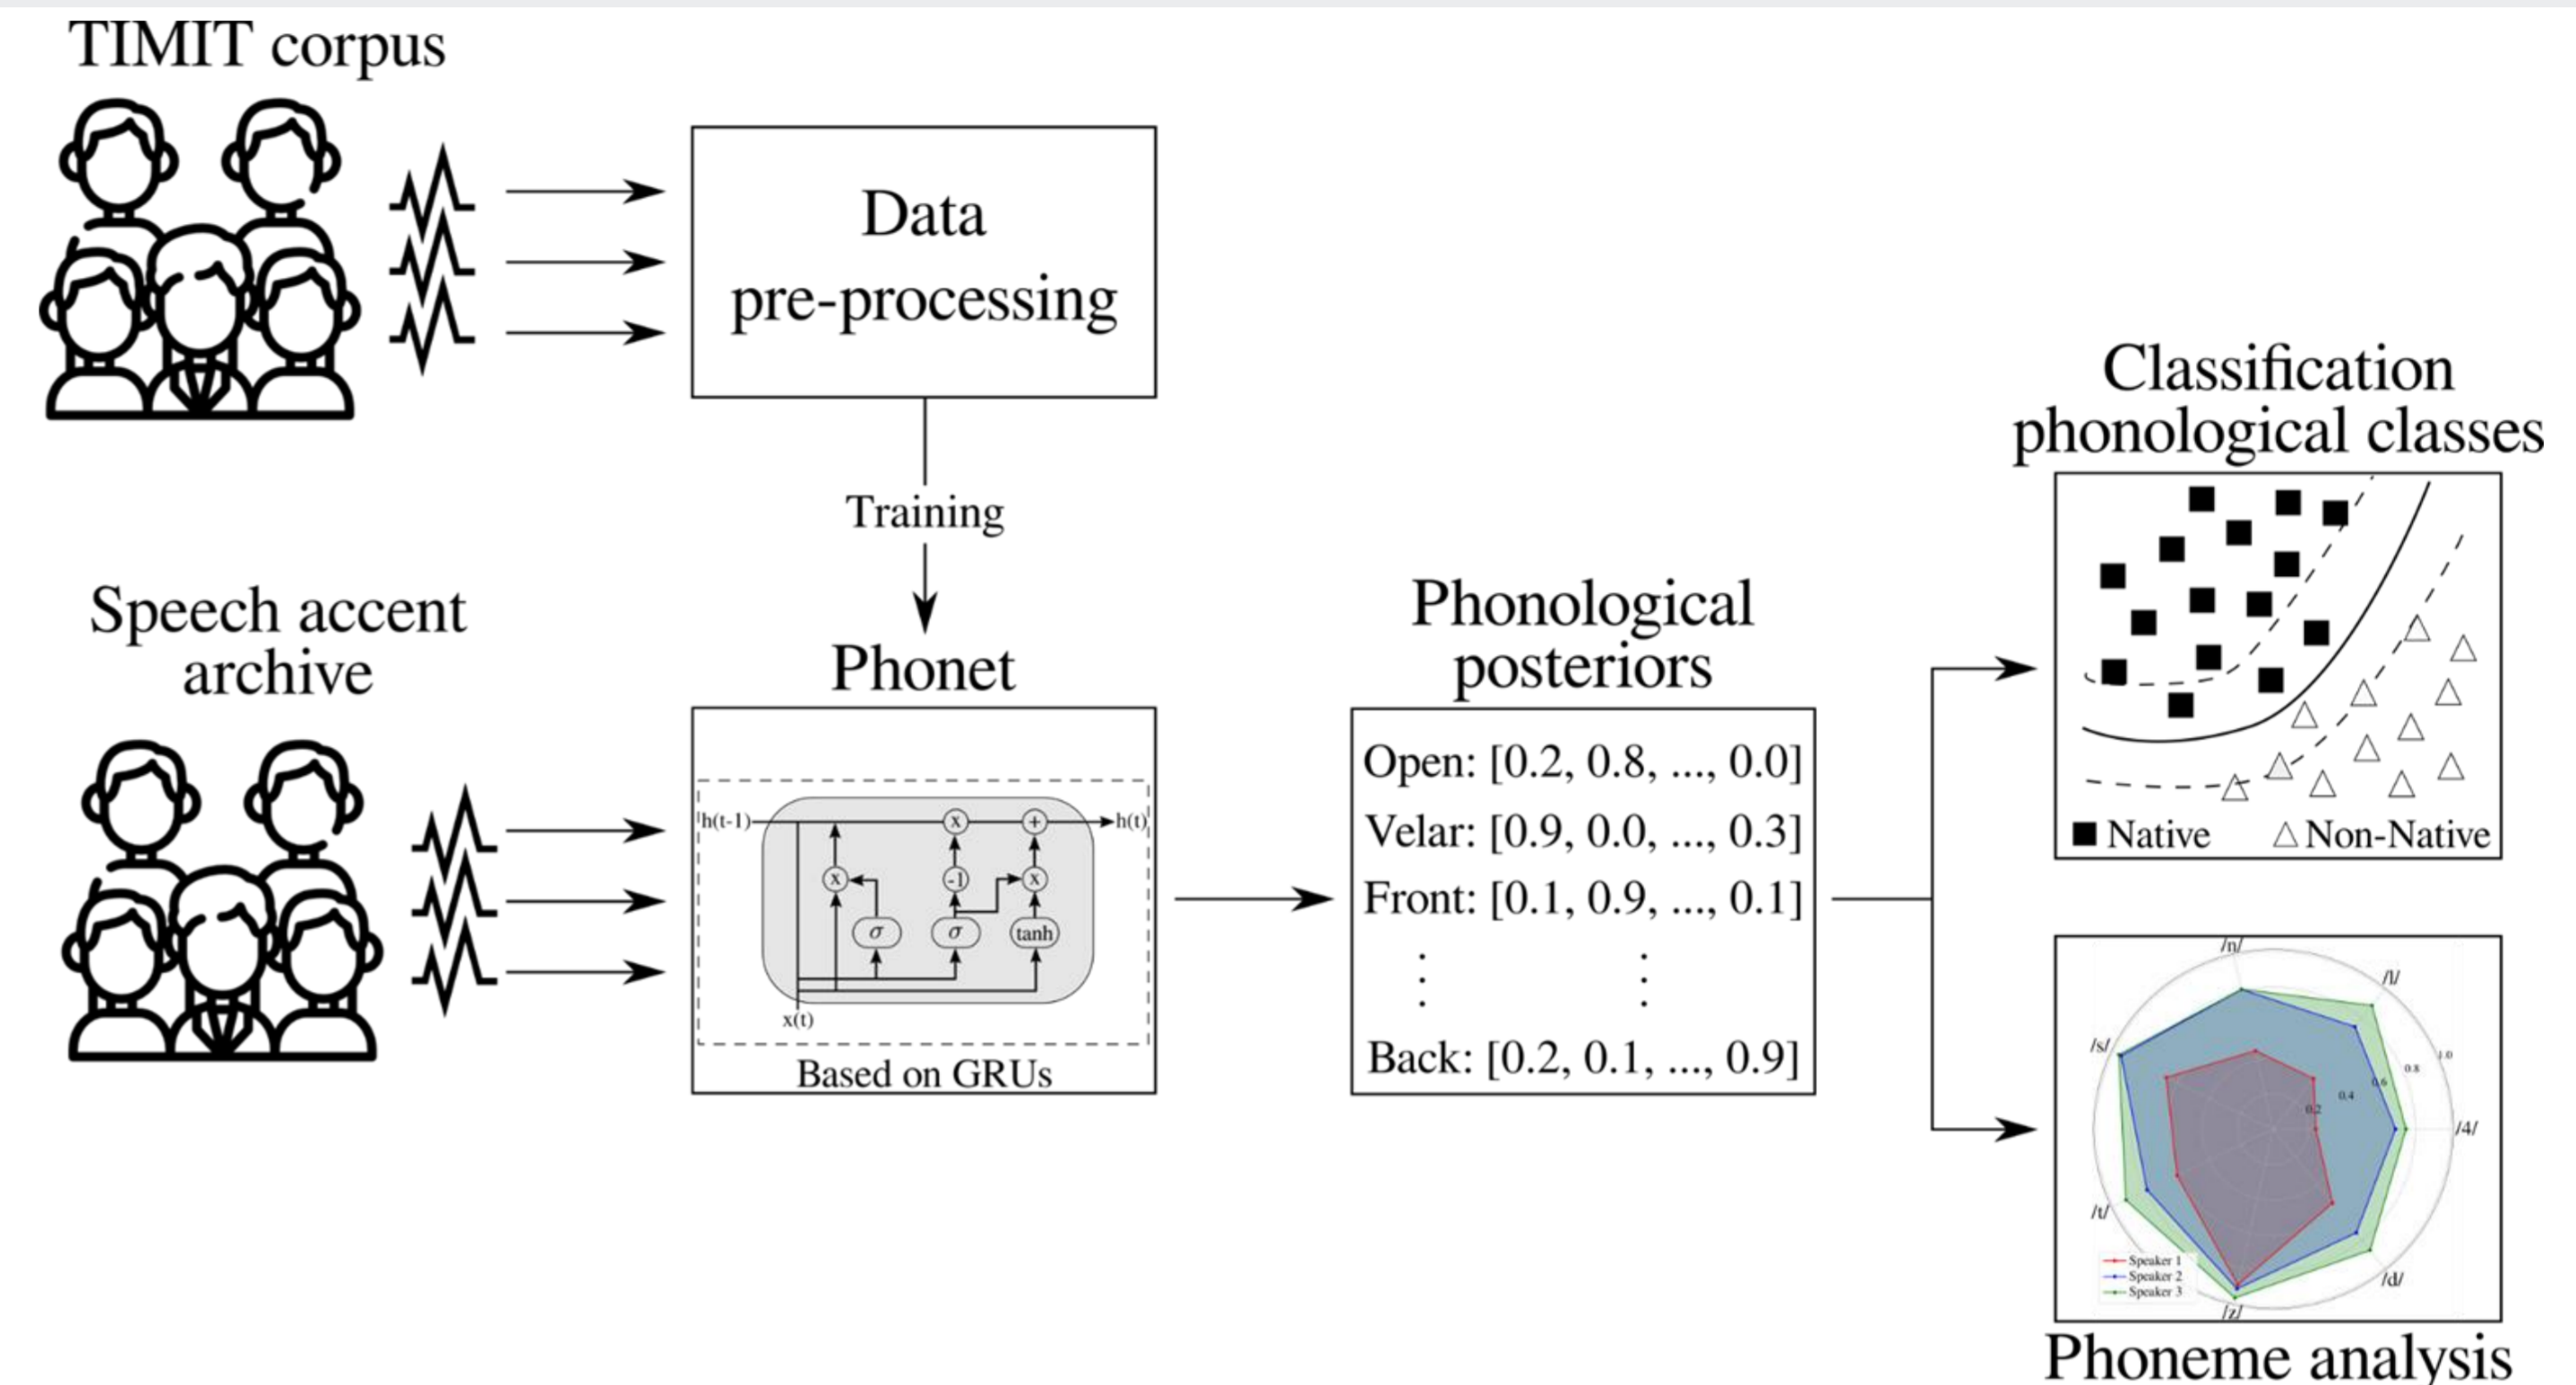 TIMIT corpus
Data
pre-processing
Training
Speech accent
archive
Phonet
h(t-1)
x
+
h(t)
x
-1
x
σ
σ
tanh
x(t)
Based on GRUs
Phonological
posteriors
Open: [0.2, 0.8, ..., 0.0]
Velar: [0.9, 0.0, ..., 0.3]
Front: [0.1, 0.9, ..., 0.1]
Back: [0.2, 0.1, ..., 0.9]
Classification
phonological classes
Native
Non-Native
/n/
/l/
/s/
1.0
0.8
0.6
0.4
0.2
/4/
/t/
/d/
/z/
Speaker 1
Speaker 2
Speaker 3
Phoneme analysis